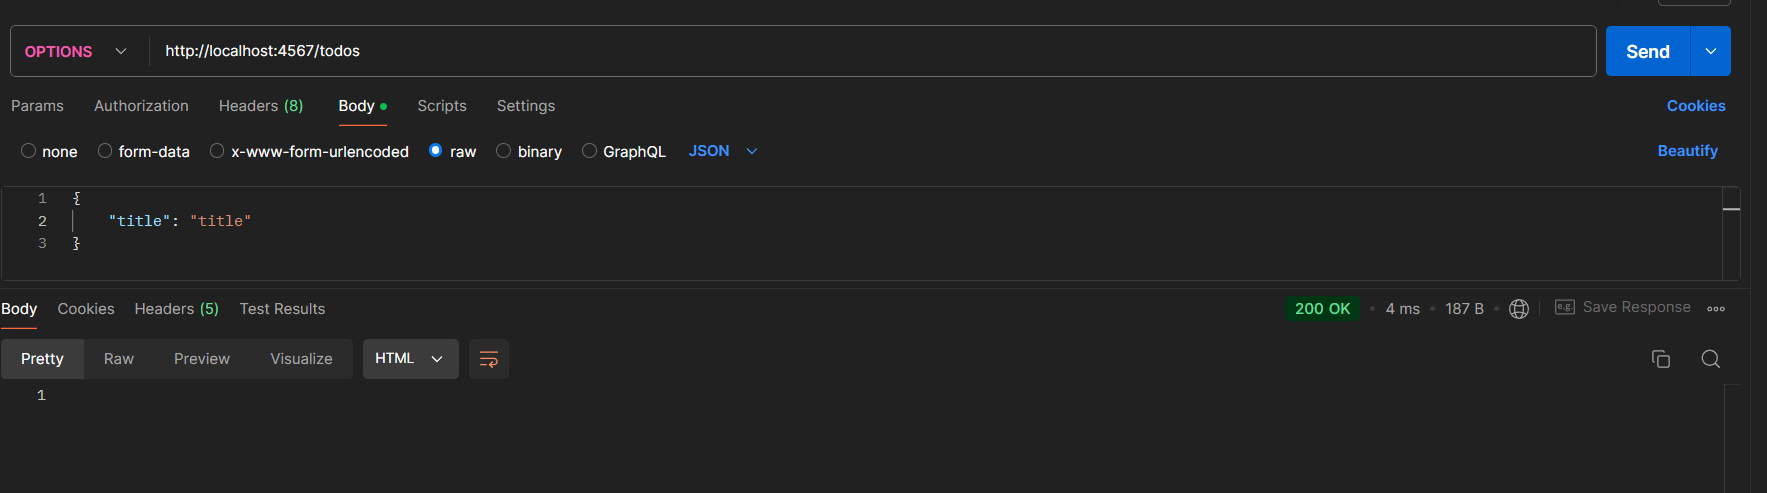 OPTIONS http://localhost:4567/todos Send
Params Authorization Headers (8) Body Scripts Settings Cookies
none form-data x-www-form-urlencoded raw binary GraphQL JSON Beautify
1 {
2 "title": "title"
3 }
Body Cookies Headers (5) Test Results 200 OK 4 ms 187 B e.g. Save Response
Pretty Raw Preview Visualize HTML
1